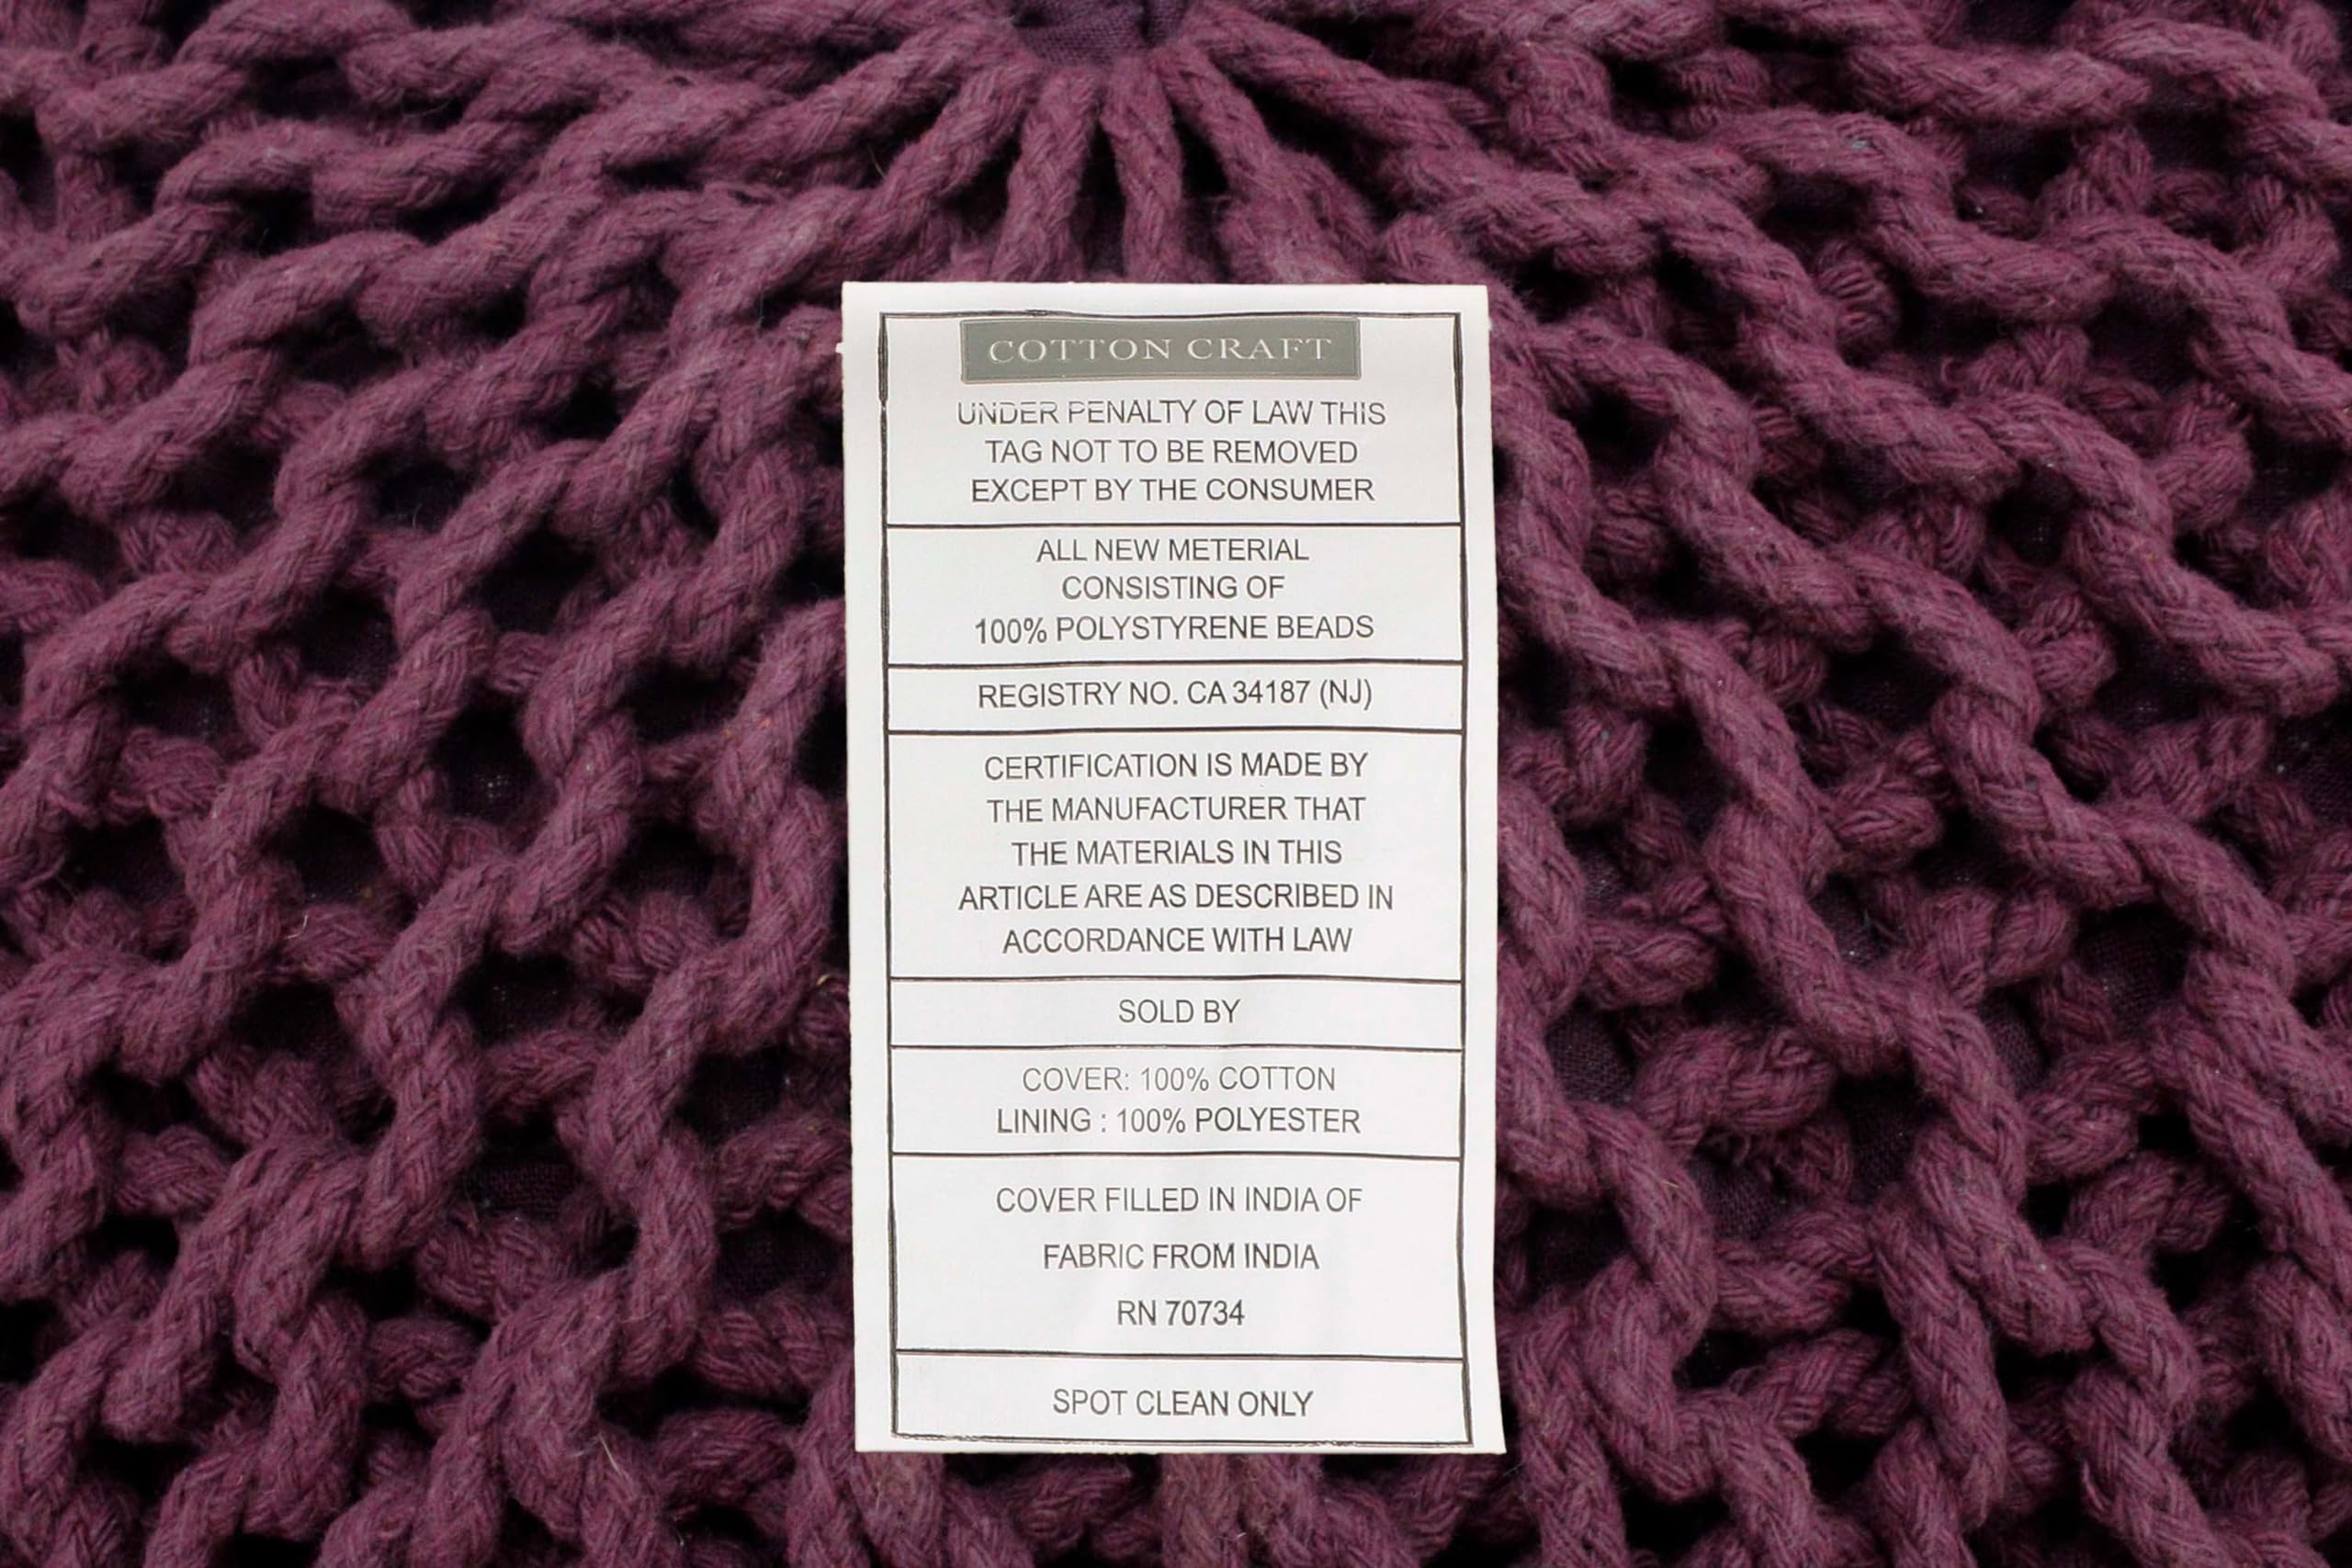 COTTON CRAFT
UNDER PENALTY OF LAW THIS
TAG NOT TO BE REMOVED
EXCEPT BY THE CONSUMER
ALL NEW METERIAL
CONSISTING OF
100% POLYSTYRENE BEADS
REGISTRY NO. CA 34187 (NJ)
CERTIFICATION IS MADE BY
THE MANUFACTURER THAT
THE MATERIALS IN THIS
ARTICLE ARE AS DESCRIBED IN
ACCORDANCE WITH LAW
SOLD BY
COVER: 100% COTTON
LINING : 100% POLYESTER
COVER FILLED IN INDIA OF
FABRIC FROM INDIA
RN 70734
SPOT CLEAN ONLY